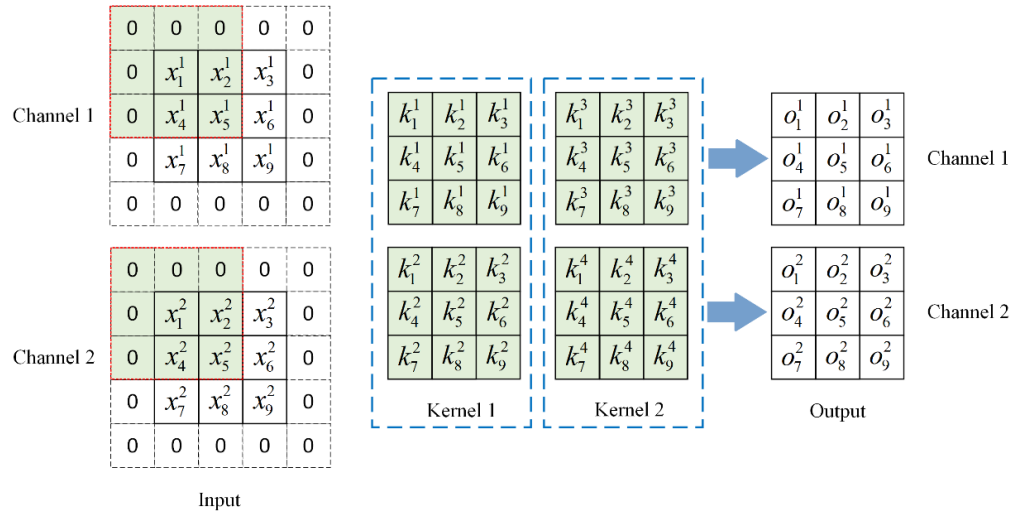 0 0 0 0 0
0 x₁¹ x₂¹ x₃¹ 0
Channel 1
0 x₄¹ x₅¹ x₆¹ 0
0 x₇¹ x₈¹ x₉¹ 0
0 0 0 0 0
0 0 0 0 0
0 x₁² x₂² x₃² 0
Channel 2
0 x₄² x₅² x₆² 0
0 x₇² x₈² x₉² 0
0 0 0 0 0
Input
k₁¹ k₂¹ k₃¹
k₄¹ k₅¹ k₆¹
k₇¹ k₈¹ k₉¹
k₁² k₂² k₃²
k₄² k₅² k₆²
k₇² k₈² k₉²
Kernel 1
k₁³ k₂³ k₃³
k₄³ k₅³ k₆³
k₇³ k₈³ k₉³
k₁⁴ k₂⁴ k₃⁴
k₄⁴ k₅⁴ k₆⁴
k₇⁴ k₈⁴ k₉⁴
Kernel 2
o₁¹ o₂¹ o₃¹
o₄¹ o₅¹ o₆¹
Channel 1
o₇¹ o₈¹ o₉¹
o₁² o₂² o₃²
o₄² o₅² o₆²
Channel 2
o₇² o₈² o₉²
Output